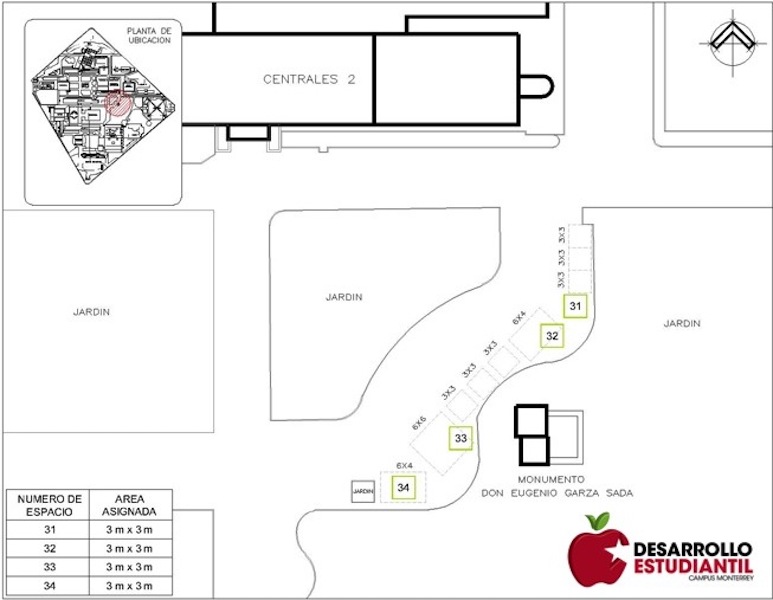 PLANTA DE
UBICACION
CENTRALES 2
JARDIN
JARDIN
JARDIN
3X3
3X3
3X3
31
6X4
32
3X3
3X3
3X3
6X6
33
6X4
34
JARDIN
MONUMENTO
DON EUGENIO GARZA SADA
NUMERO DE ESPACIO AREA ASIGNADA
31 3 m x 3 m
32 3 m x 3 m
33 3 m x 3 m
34 3 m x 3 m
DESARROLLO
ESTUDIANTIL
CAMPUS MONTERREY